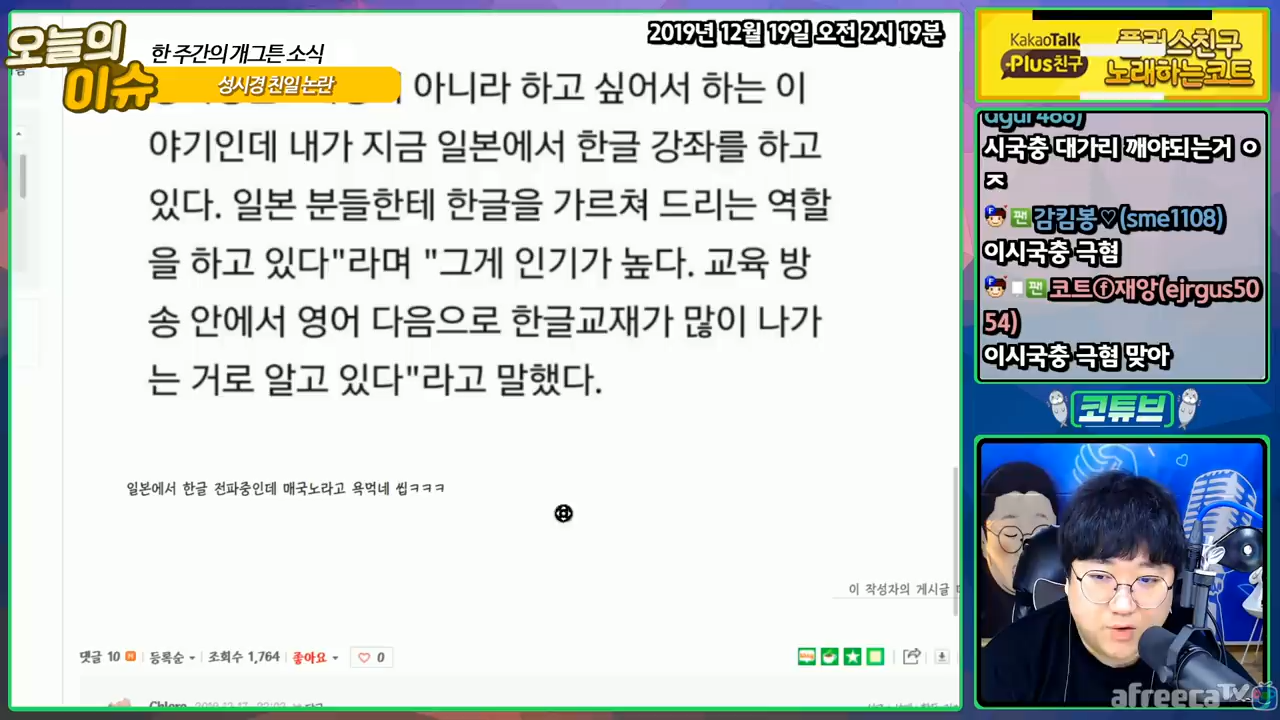 오늘의
이슈
한 주간의 개그튼 소식
성시경 친일 논란
2019년 12월 19일 오전 2시 19분
아니라 하고 싶어서 하는 이
야기인데 내가 지금 일본에서 한글 강좌를 하고
있다. 일본 분들한테 한글을 가르쳐 드리는 역할
을 하고 있다"라며 "그게 인기가 높다. 교육 방
송 안에서 영어 다음으로 한글교재가 많이 나가
는 거로 알고 있다"라고 말했다.
일본에서 한글 전파중인데 매국노라고 욕먹네 씹ㅋㅋㅋ
이 작성자의 게시글
댓글 10
등록순
조회수 1,764
좋아요
0
KakaoTalk
Plus친구
플러스친구
노래하는코트
시국충 대가리 깨야되는거 ㅇ
ㅈ
팬 감킴봉♡(sme1108)
이시국충 극혐
팬 코트ⓕ재앙(ejrgus50
54)
이시국충 극혐 맞아
코튜브
afreecaTV